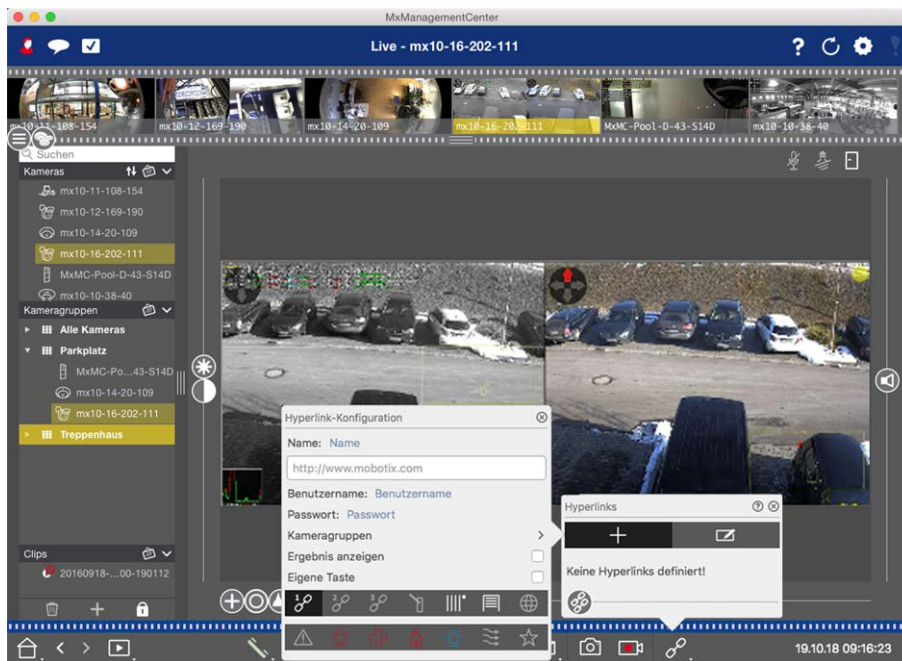 MxManagementCenter
Live - mx10-16-202-111
?
mx10-11-108-154
mx10-12-169-190
mx10-14-20-109
mx10-16-202-111
MxMC-Pool-D-43-S14D
mx10-10-38-40
Suchen
Kameras
mx10-11-108-154
mx10-12-169-190
mx10-14-20-109
mx10-16-202-111
MxMC-Pool-D-43-S14D
mx10-10-38-40
Kameragruppen
Alle Kameras
Parkplatz
MxMC-Po...43-S14D
mx10-14-20-109
mx10-16-202-111
Treppenhaus
Clips
20160918-...00-190112
Hyperlink-Konfiguration
Name: Name
http://www.mobotix.com
Benutzername: Benutzername
Passwort: Passwort
Kameragruppen
Ergebnis anzeigen
Eigene Taste
1 2 3
Hyperlinks
?
Keine Hyperlinks definiert!
19.10.18 09:16:23